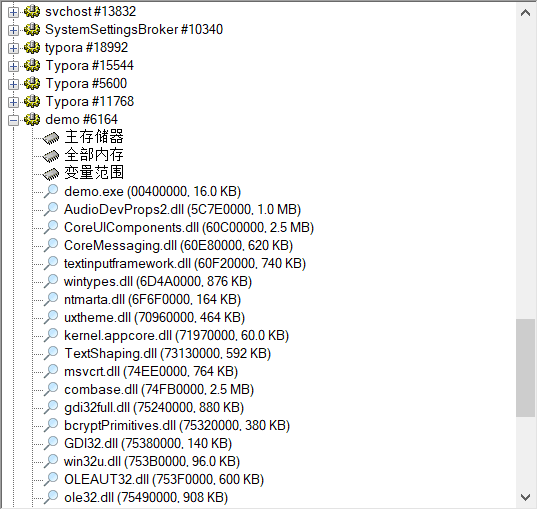 svchost #13832
SystemSettingsBroker #10340
typora #18992
Typora #15544
Typora #5600
Typora #11768
demo #6164
主存储器
全部内存
变量范围
demo.exe (00400000, 16.0 KB)
AudioDevProps2.dll (5C7E0000, 1.0 MB)
CoreUIComponents.dll (60C00000, 2.5 MB)
CoreMessaging.dll (60E80000, 620 KB)
textinputframework.dll (60F20000, 740 KB)
wintypes.dll (6D4A0000, 876 KB)
ntmarta.dll (6F6F0000, 164 KB)
uxtheme.dll (70960000, 464 KB)
kernel.appcore.dll (71970000, 60.0 KB)
TextShaping.dll (73130000, 592 KB)
msvcrt.dll (74EE0000, 764 KB)
combase.dll (74FB0000, 2.5 MB)
gdi32full.dll (75240000, 880 KB)
bcryptPrimitives.dll (75320000, 380 KB)
GDI32.dll (75380000, 140 KB)
win32u.dll (753B0000, 96.0 KB)
OLEAUT32.dll (753F0000, 600 KB)
ole32.dll (75490000, 908 KB)